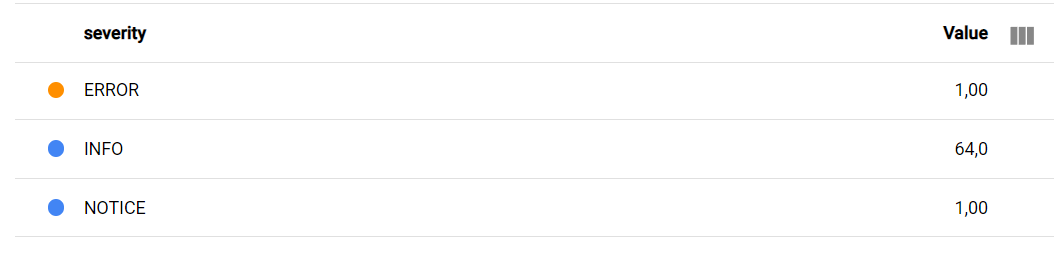 severity Value
ERROR 1,00
INFO 64,0
NOTICE 1,00